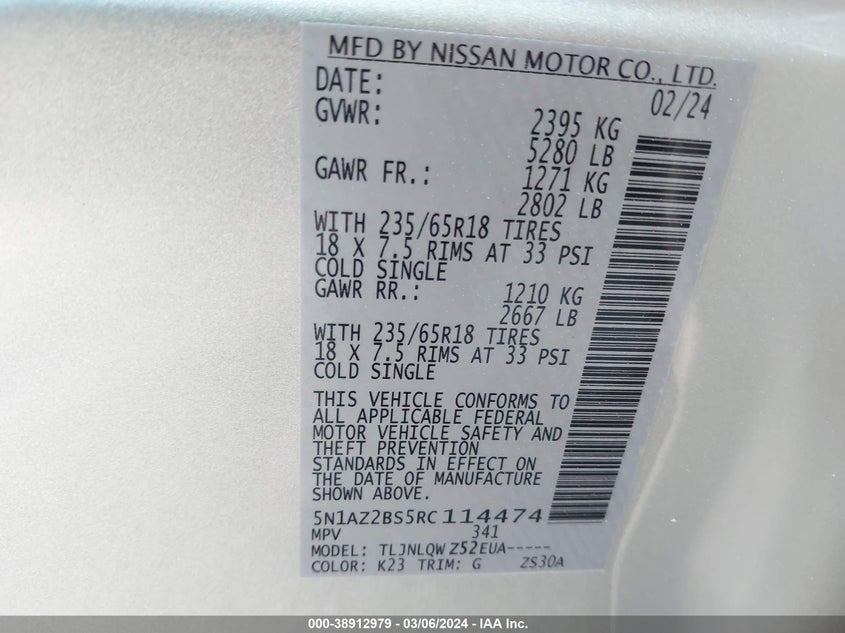 MFD BY NISSAN MOTOR CO., LTD.
DATE: 02/24
GVWR: 2395 KG
5280 LB
GAWR FR.: 1271 KG
2802 LB
WITH 235/65R18 TIRES
18 X 7.5 RIMS AT 33 PSI
COLD SINGLE
GAWR RR.: 1210 KG
2667 LB
WITH 235/65R18 TIRES
18 X 7.5 RIMS AT 33 PSI
COLD SINGLE
THIS VEHICLE CONFORMS TO
ALL APPLICABLE FEDERAL
MOTOR VEHICLE SAFETY AND
THEFT PREVENTION
STANDARDS IN EFFECT ON
THE DATE OF MANUFACTURE
SHOWN ABOVE.
5N1AZ2BS5RC114474
MPV 341
MODEL: TLJNLQW Z52EUA-----
COLOR: K23 TRIM: G ZS30A
000-38912979 - 03/06/2024 - IAA Inc.